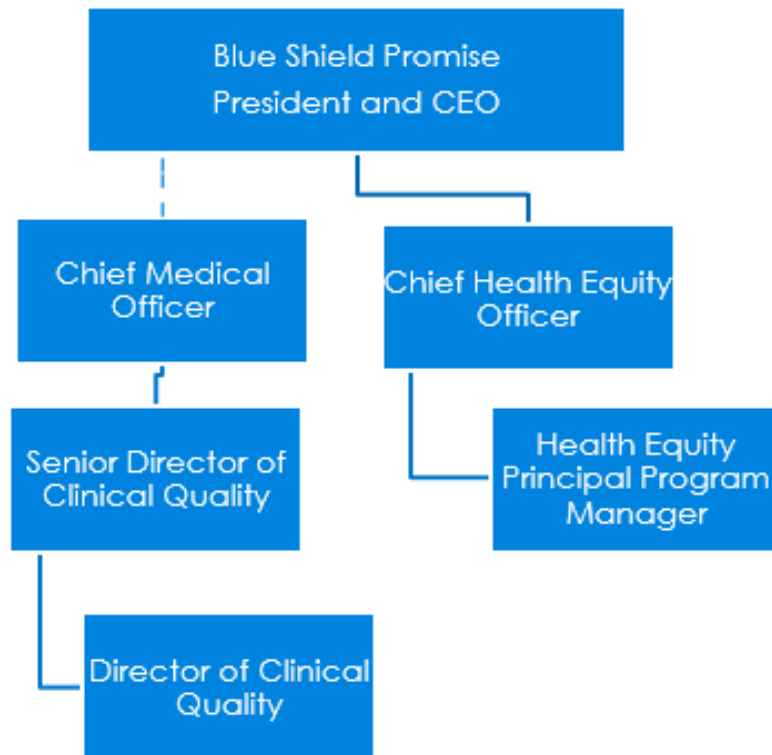 Blue Shield Promise
President and CEO
Chief Medical
Officer
Chief Health Equity
Officer
Senior Director of
Clinical Quality
Health Equity
Principal Program
Manager
Director of Clinical
Quality